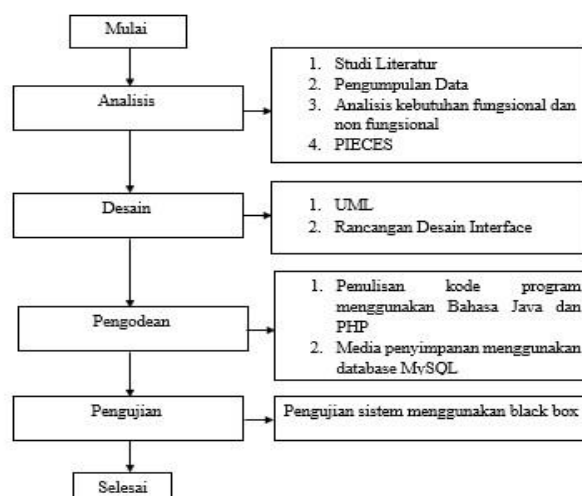 Mulai
Analisis
1. Studi Literatur
2. Pengumpulan Data
3. Analisis kebutuhan fungsional dan
non fungsional
4. PIECES
Desain
1. UML
2. Rancangan Desain Interface
Pengodean
1. Penulisan kode program
menggunakan Bahasa Java dan
PHP
2. Media penyimpanan menggunakan
database MySQL
Pengujian
Pengujian sistem menggunakan black box
Selesai